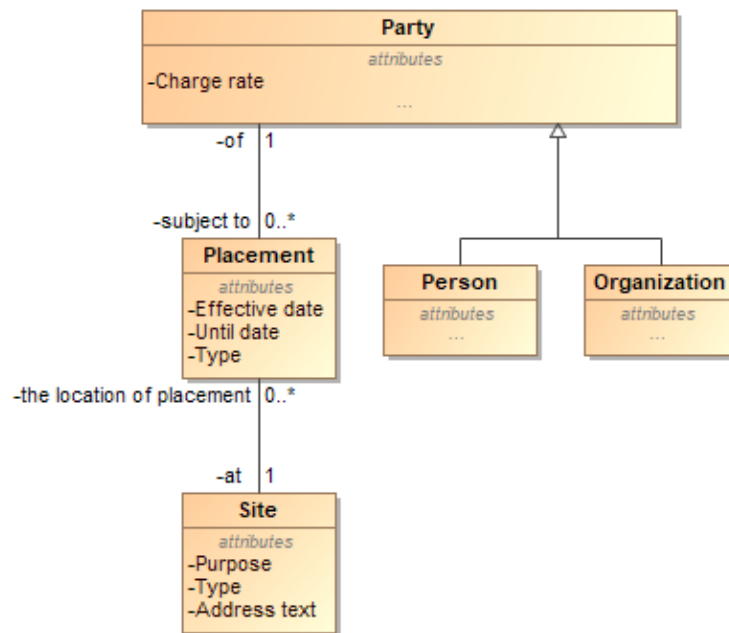 Party
attributes
-Charge rate
...
-of 1
-subject to 0..*
Placement
attributes
-Effective date
-Until date
-Type
Person
attributes
...
Organization
attributes
...
-the location of placement 0..*
-at 1
Site
attributes
-Purpose
-Type
-Address text